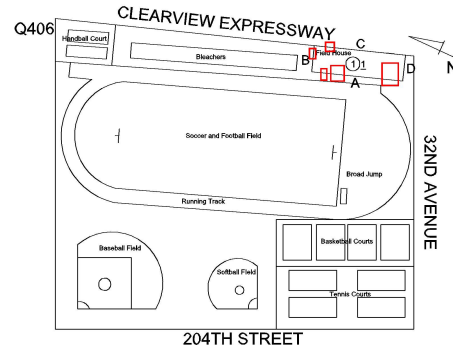 CLEARVIEW EXPRESSWAY
Q406
Handball Court
Bleachers
Field House
C
B
1 1
D
A
N
Soccer and Football Field
32ND AVENUE
Broad Jump
Running Track
Baseball Field
Basketball Courts
Softball Field
Tennis Courts
204TH STREET